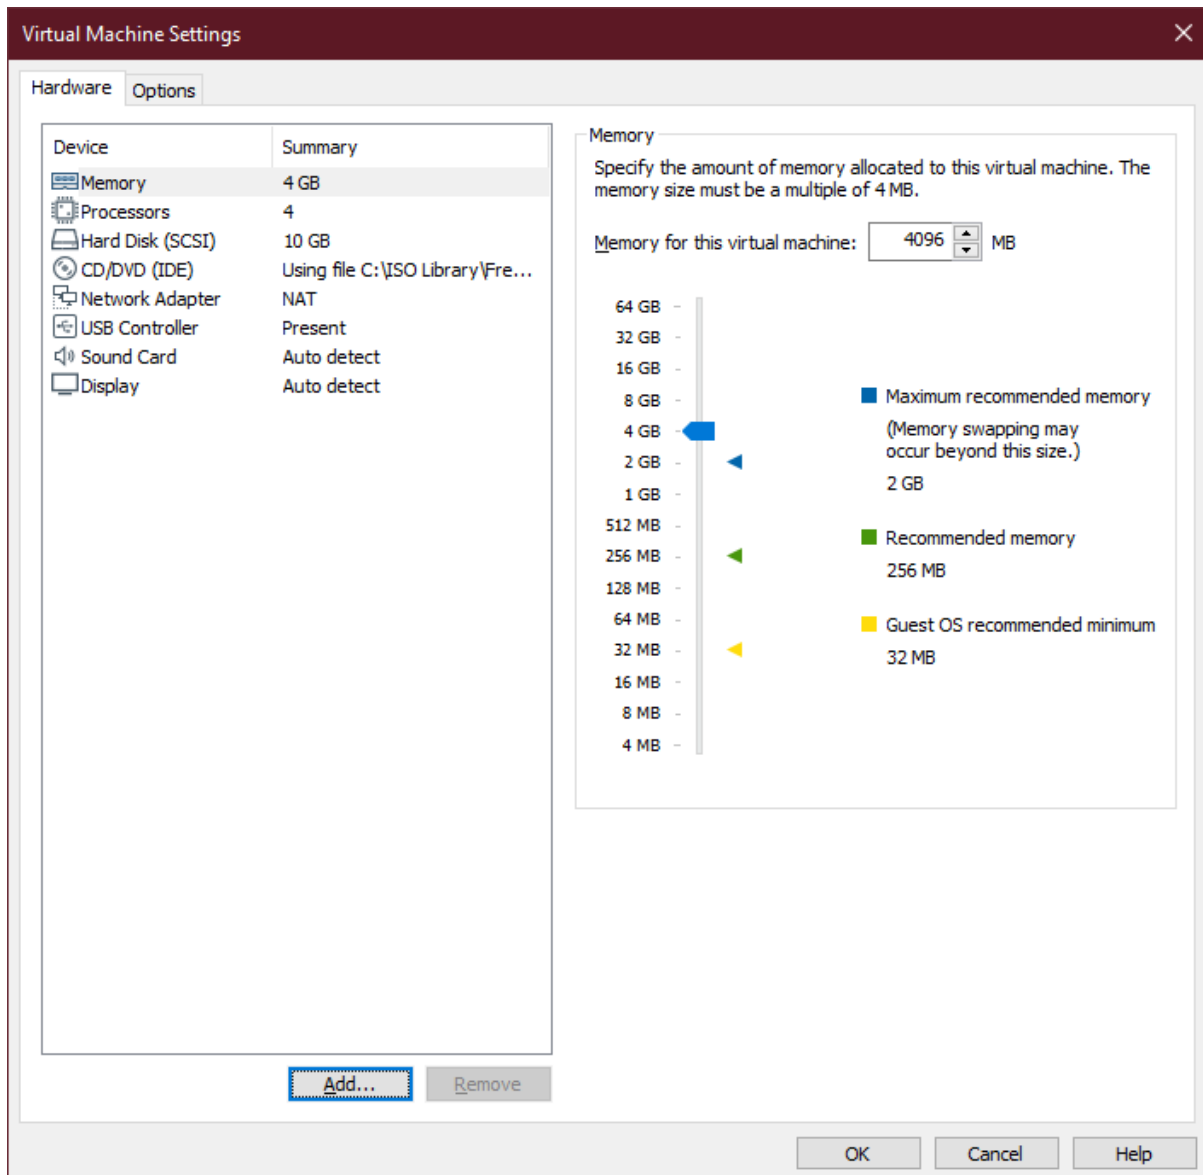 Virtual Machine Settings
Hardware Options
Device Summary
Memory 4 GB
Processors 4
Hard Disk (SCSI) 10 GB
CD/DVD (IDE) Using file C:\ISO Library\Fre...
Network Adapter NAT
USB Controller Present
Sound Card Auto detect
Display Auto detect
Add... Remove
Memory
Specify the amount of memory allocated to this virtual machine. The
memory size must be a multiple of 4 MB.
Memory for this virtual machine: 4096 MB
64 GB
32 GB
16 GB
8 GB
4 GB
2 GB
1 GB
512 MB
256 MB
128 MB
64 MB
32 MB
16 MB
8 MB
4 MB
Maximum recommended memory
(Memory swapping may
occur beyond this size.)
2 GB
Recommended memory
256 MB
Guest OS recommended minimum
32 MB
OK Cancel Help